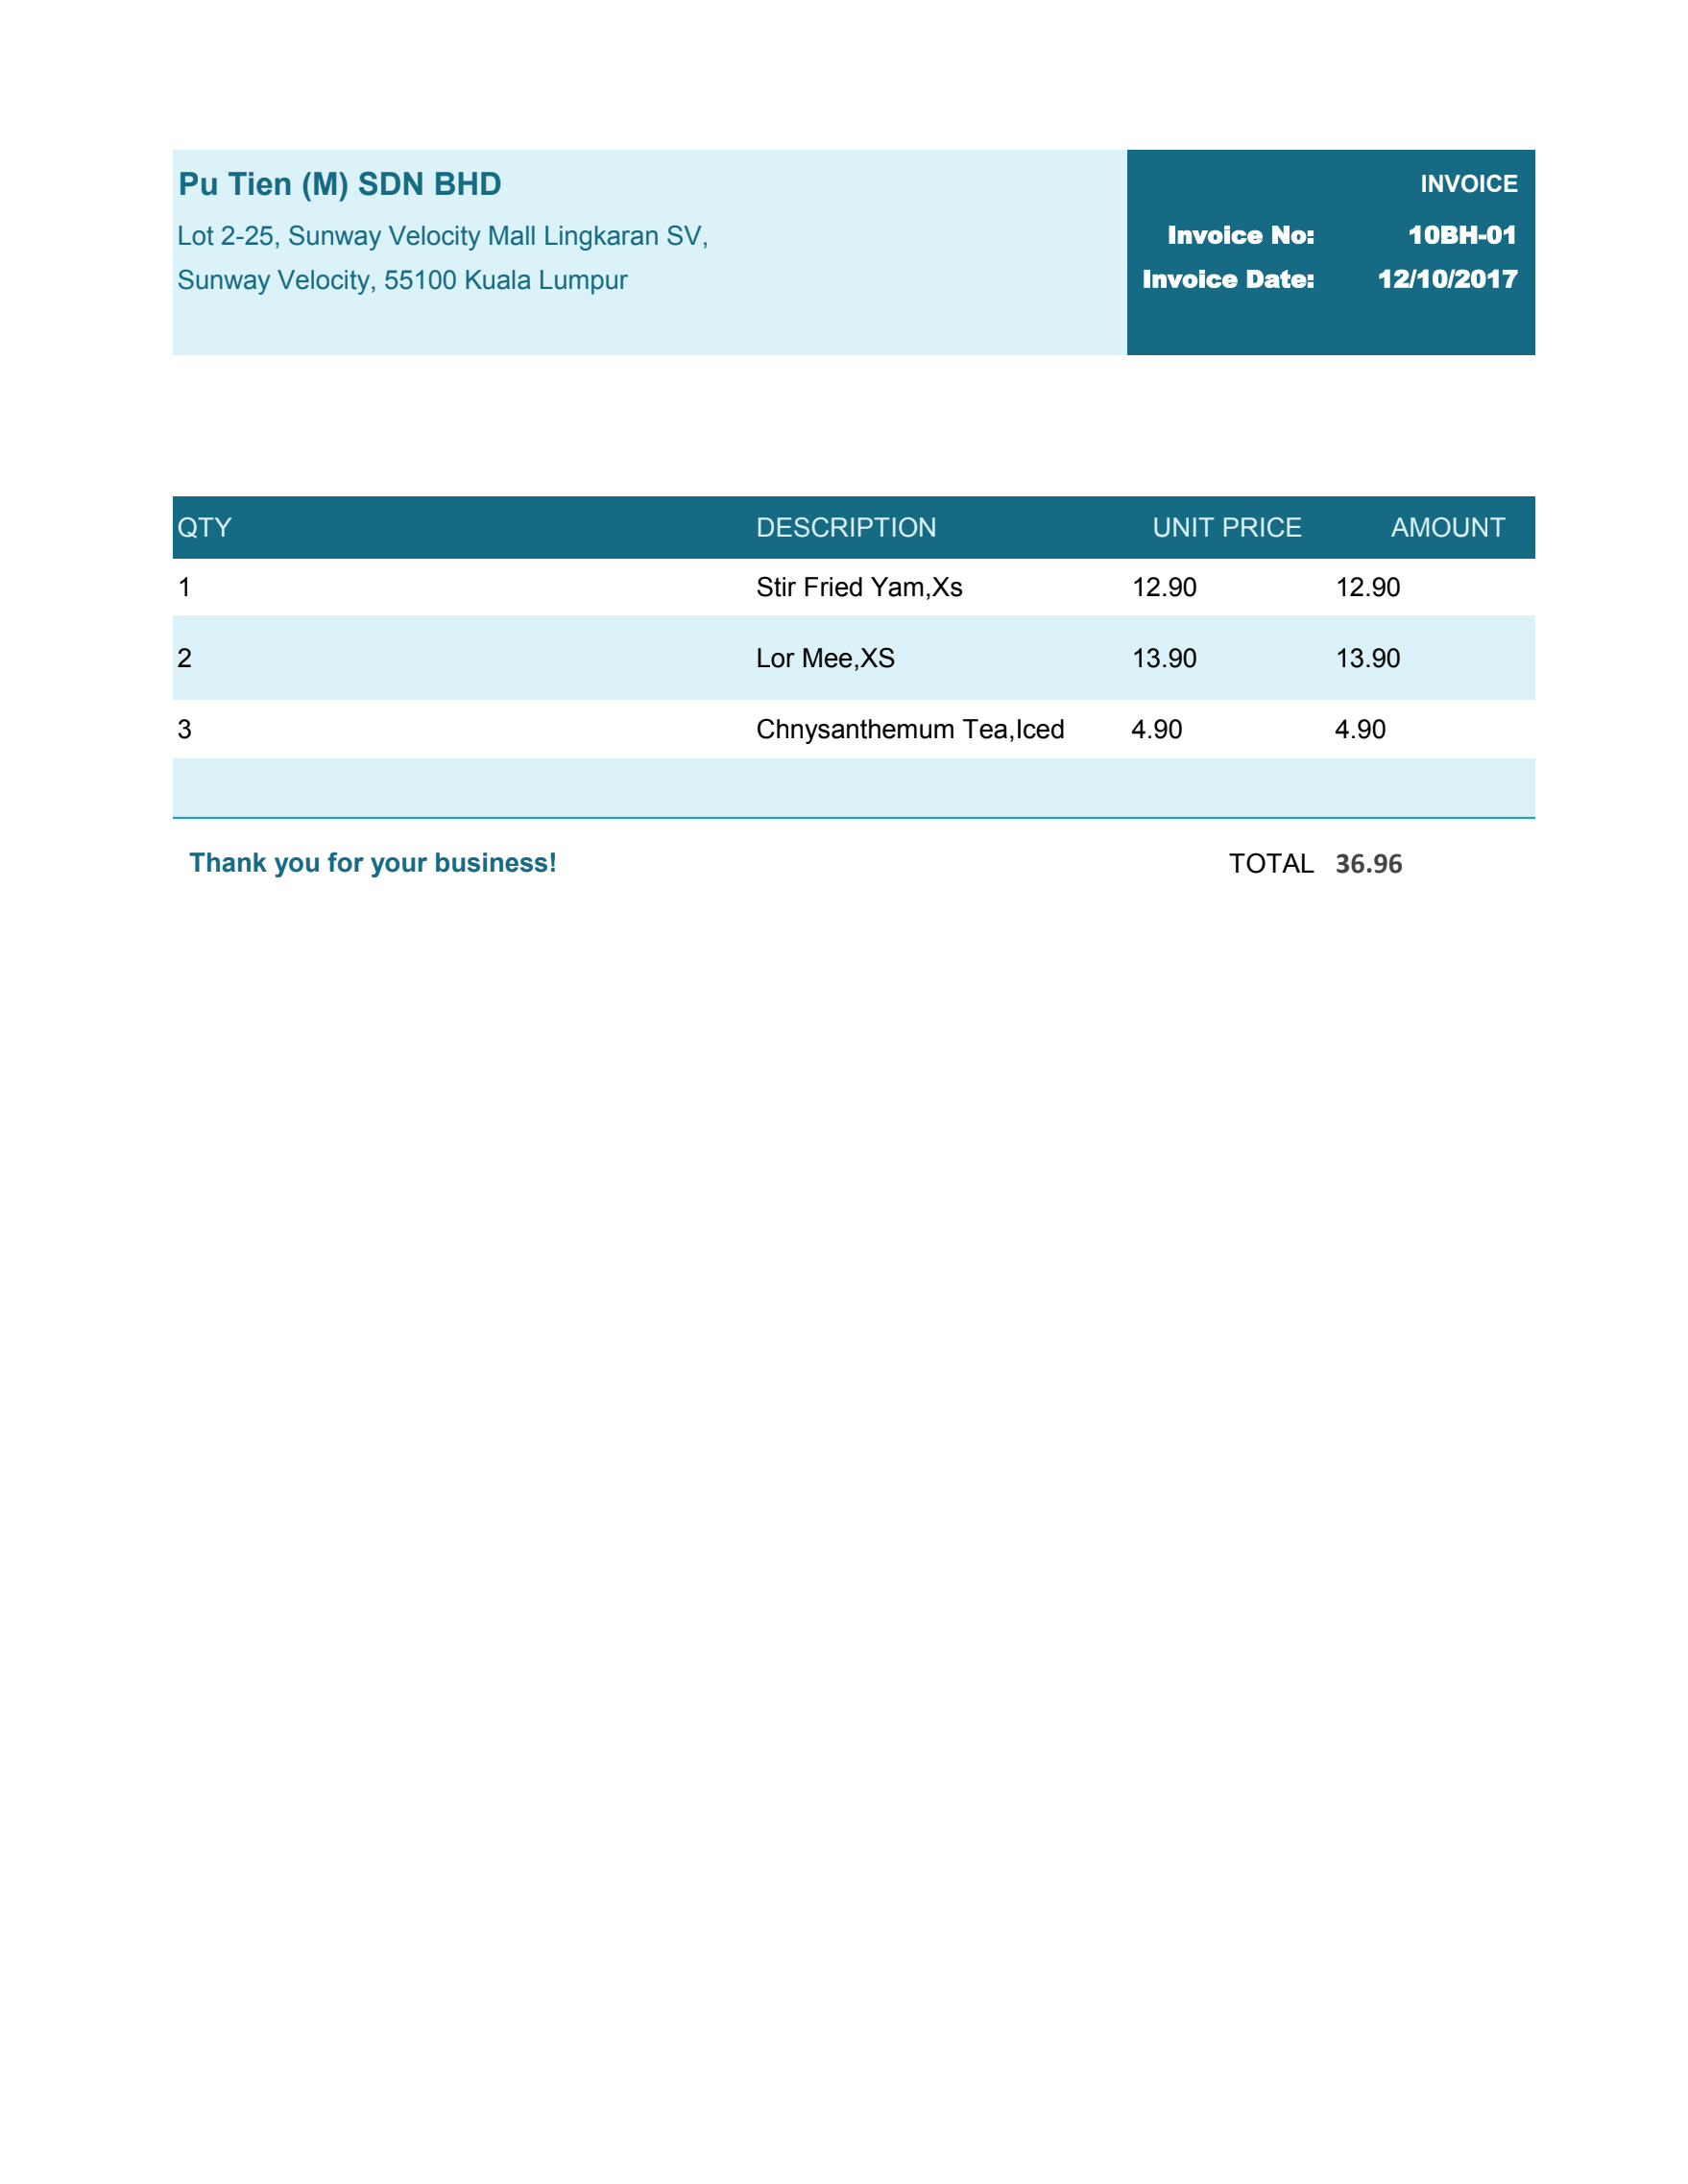 Pu Tien (M) SDN BHD INVOICE
Lot 2-25, Sunway Velocity Mall Lingkaran SV, Invoice No: 10BH-01
Sunway Velocity, 55100 Kuala Lumpur Invoice Date: 12/10/2017
QTY DESCRIPTION UNIT PRICE AMOUNT
1 Stir Fried Yam,Xs 12.90 12.90
2 Lor Mee,XS 13.90 13.90
3 Chnysanthemum Tea,Iced 4.90 4.90
Thank you for your business! TOTAL 36.96